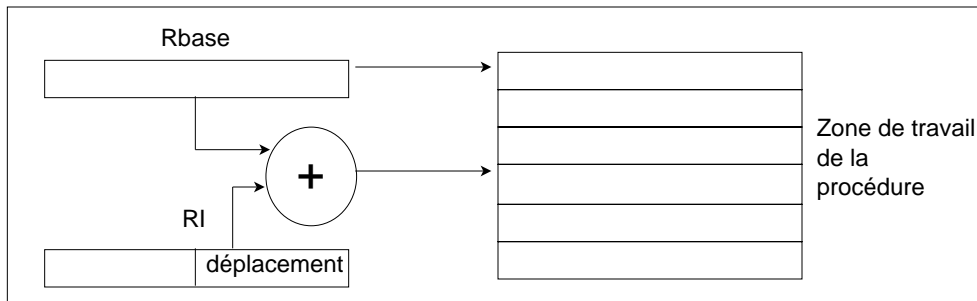 Rbase
+
RI
déplacement
Zone de travail
de la
procédure